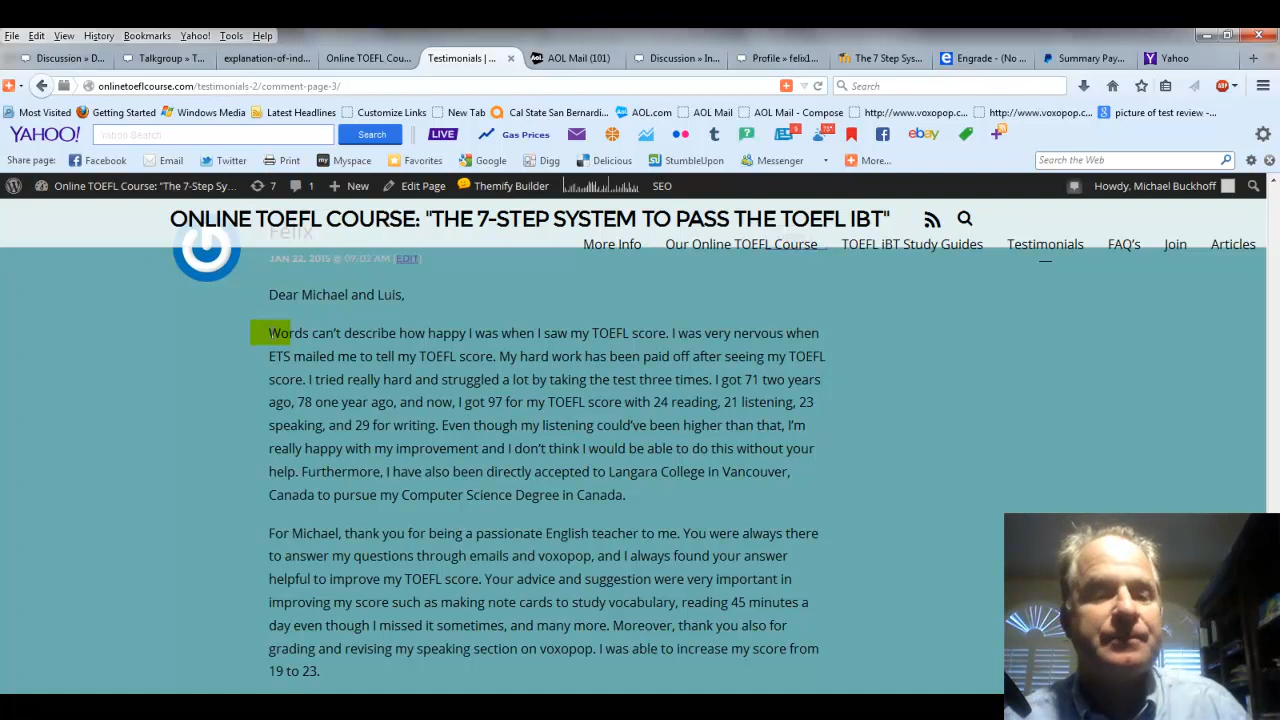 File Edit View History Bookmarks Yahoo! Tools Help
Discussion » D... Talkgroup » T... explanation-of-ind... Online TOEFL Cou... Testimonials | ... AOL Mail (101) Discussion » In... Profile » felix1... The 7 Step Sys... Engrade - (No ... Summary Pay... Yahoo
onlinetoeflcourse.com/testimonials-2/comment-page-3/ Search
Most Visited Getting Started Windows Media Latest Headlines Customize Links New Tab Cal State San Bernardi... AOL.com AOL Mail AOL Mail - Compose http://www.voxopop.c... http://www.voxopop.c... picture of test review -...
YAHOO! Yahoo Search Search LIVE Gas Prices ebay
Share page: Facebook Email Twitter Print Myspace Favorites Google Digg Delicious StumbleUpon Messenger More... Search the Web
Online TOEFL Course: "The 7-Step Sy... 7 1 New Edit Page Themify Builder SEO Howdy, Michael Buckhoff
ONLINE TOEFL COURSE: "THE 7-STEP SYSTEM TO PASS THE TOEFL IBT"
Felix
More Info Our Online TOEFL Course TOEFL iBT Study Guides Testimonials FAQ's Join Articles
JAN 22, 2015 @ 09:02 AM [EDIT]
Dear Michael and Luis,
Words can't describe how happy I was when I saw my TOEFL score. I was very nervous when
ETS mailed me to tell my TOEFL score. My hard work has been paid off after seeing my TOEFL
score. I tried really hard and struggled a lot by taking the test three times. I got 71 two years
ago, 78 one year ago, and now, I got 97 for my TOEFL score with 24 reading, 21 listening, 23
speaking, and 29 for writing. Even though my listening could've been higher than that, I'm
really happy with my improvement and I don't think I would be able to do this without your
help. Furthermore, I have also been directly accepted to Langara College in Vancouver,
Canada to pursue my Computer Science Degree in Canada.
For Michael, thank you for being a passionate English teacher to me. You were always there
to answer my questions through emails and voxopop, and I always found your answer
helpful to improve my TOEFL score. Your advice and suggestion were very important in
improving my score such as making note cards to study vocabulary, reading 45 minutes a
day even though I missed it sometimes, and many more. Moreover, thank you also for
grading and revising my speaking section on voxopop. I was able to increase my score from
19 to 23.